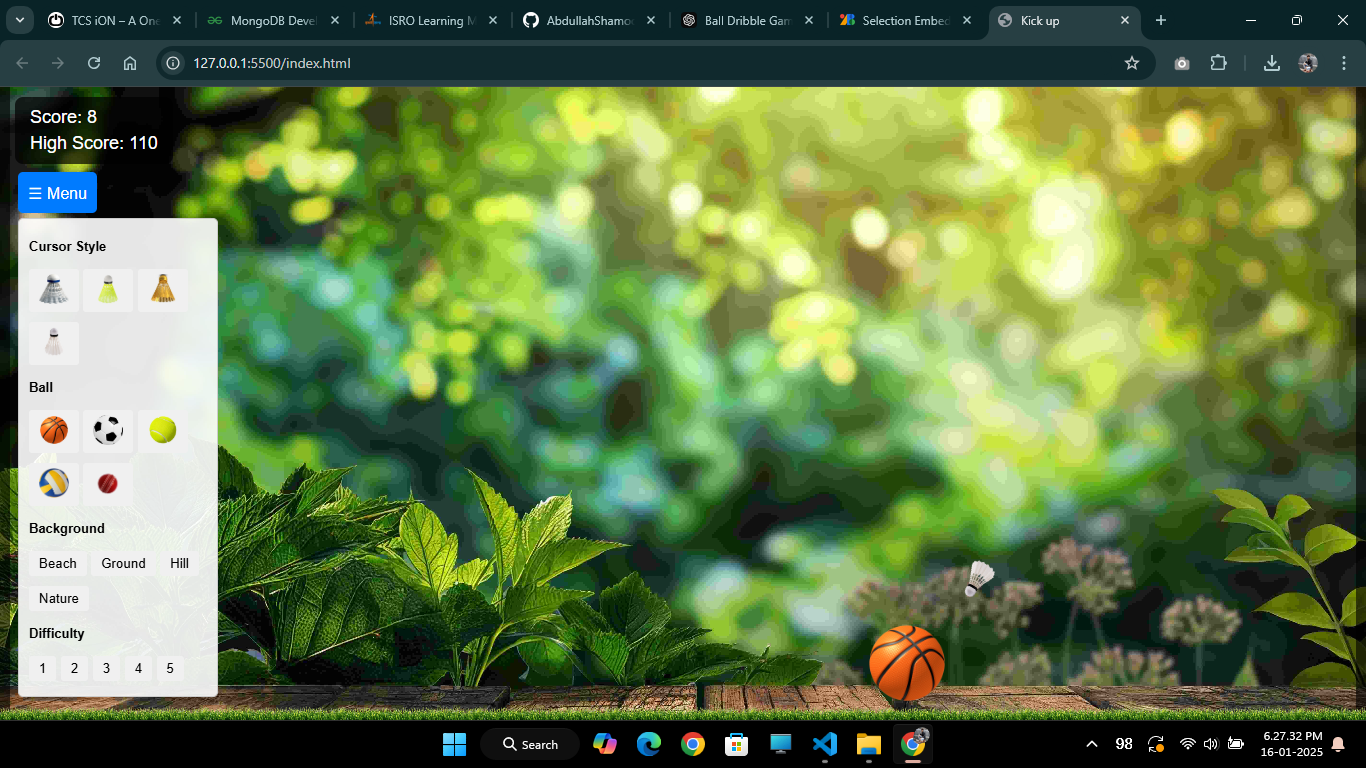 TCS iON – A One
MongoDB Devel
ISRO Learning M
AbdullahShamoo
Ball Dribble Gam
Selection Embed
Kick up
127.0.0.1:5500/index.html
Score: 8
High Score: 110
☰ Menu
Cursor Style
Ball
Background
Beach Ground Hill
Nature
Difficulty
1 2 3 4 5
Search
98
6.27.32 PM
16-01-2025